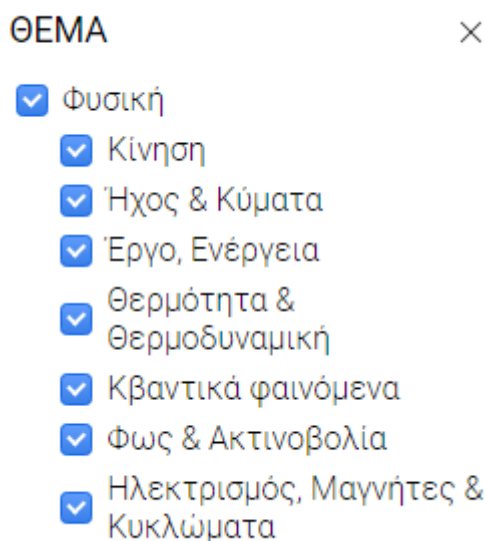 ΘΕΜΑ
Φυσική
Κίνηση
Ήχος & Κύματα
Έργο, Ενέργεια
Θερμότητα &
Θερμοδυναμική
Κβαντικά φαινόμενα
Φως & Ακτινοβολία
Ηλεκτρισμός, Μαγνήτες &
Κυκλώματα